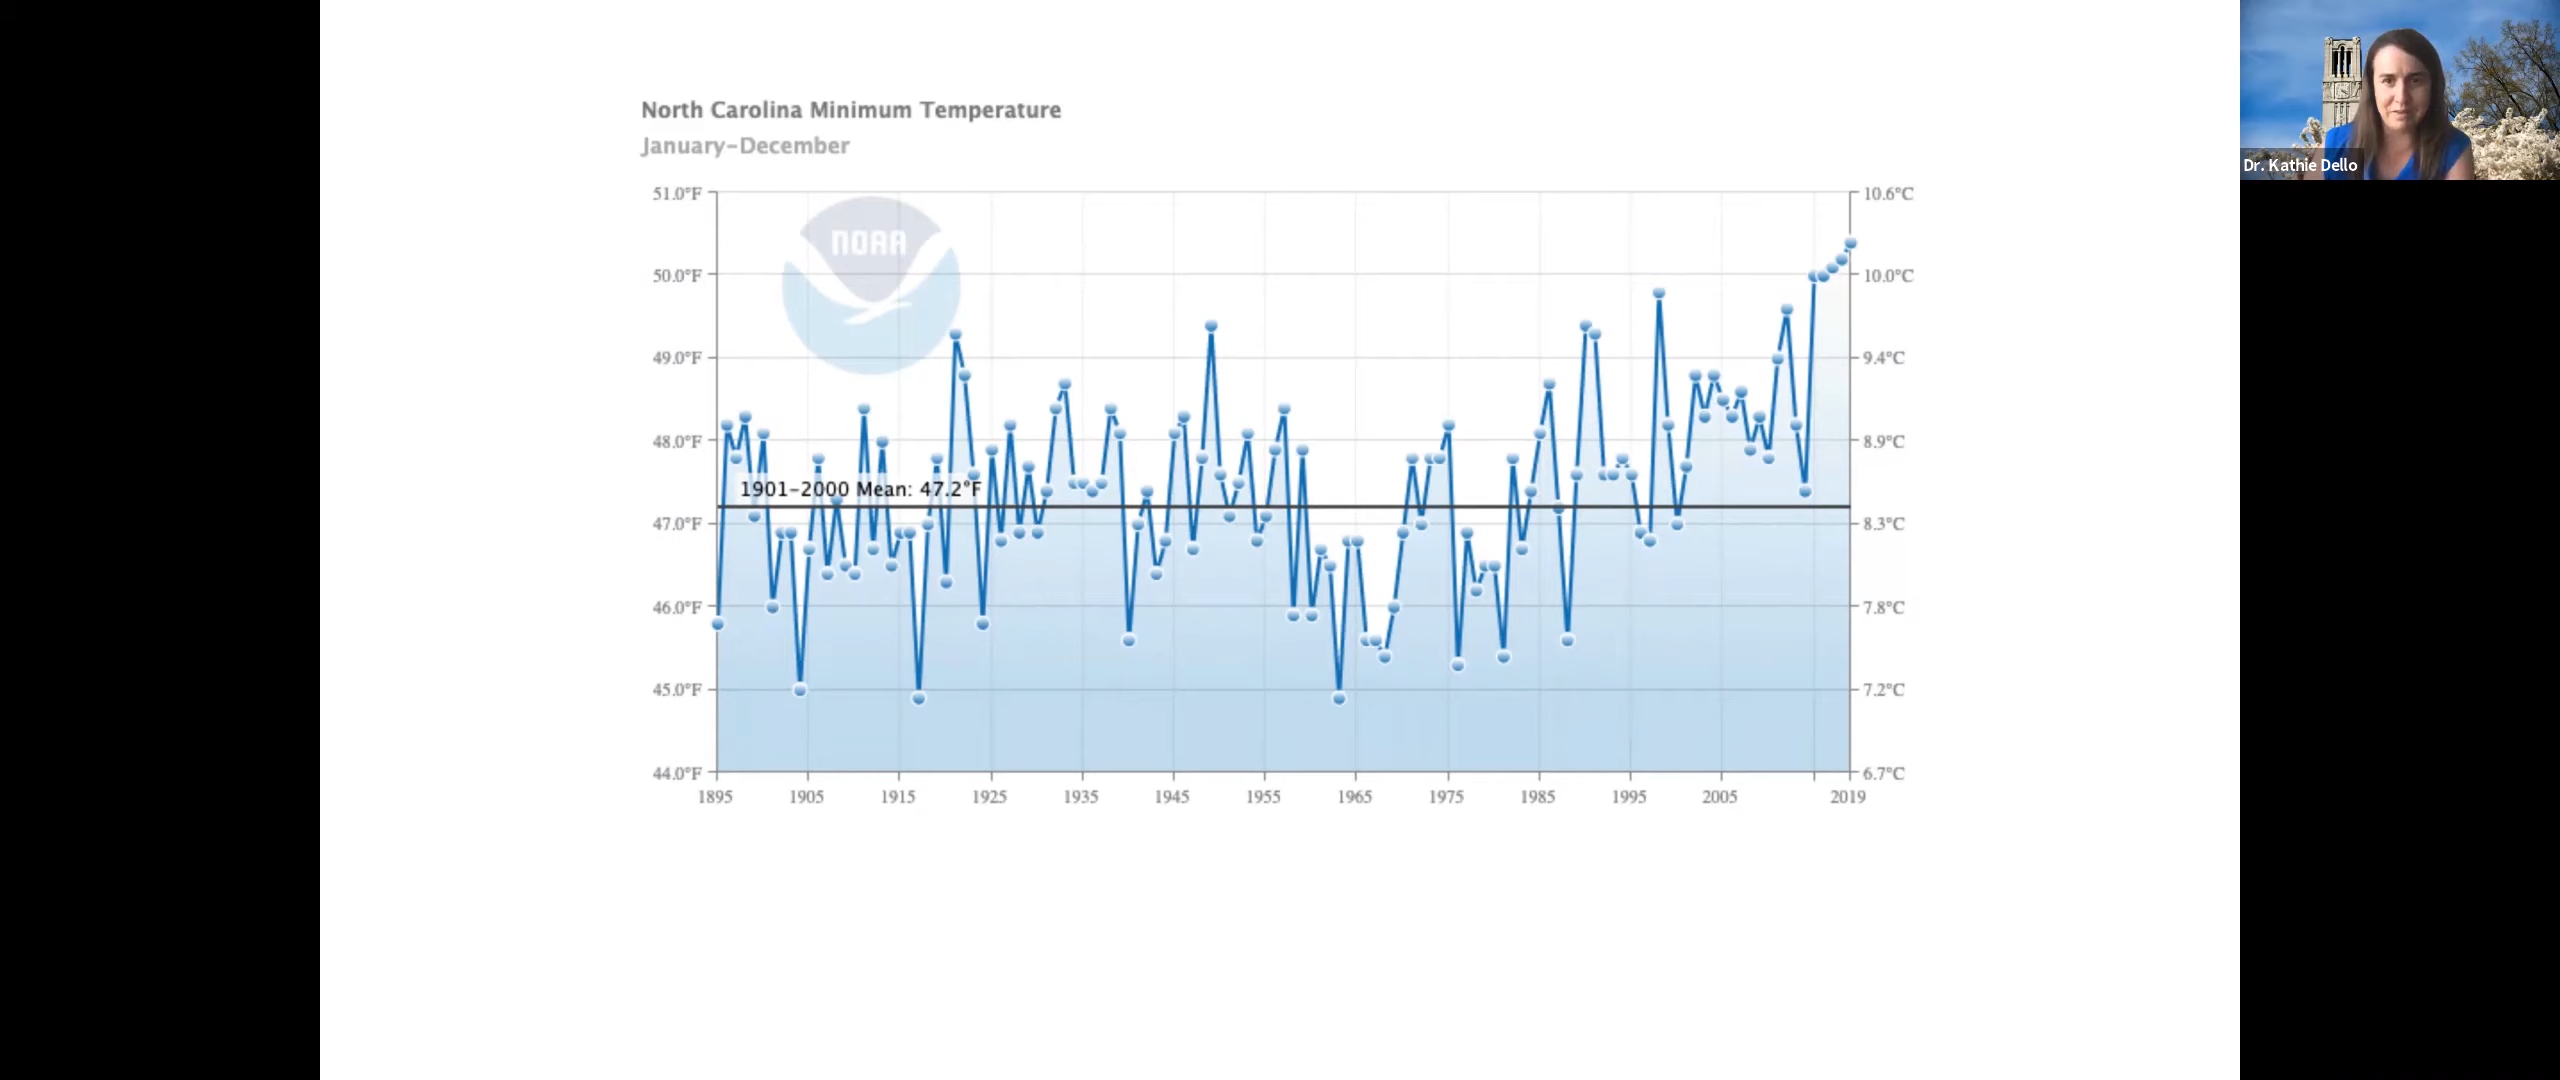 North Carolina Minimum Temperature
January–December
NOAA
51.0°F
50.0°F
49.0°F
48.0°F
47.0°F
46.0°F
45.0°F
44.0°F
1901–2000 Mean: 47.2°F
10.6°C
10.0°C
9.4°C
8.9°C
8.3°C
7.8°C
7.2°C
6.7°C
1895 1905 1915 1925 1935 1945 1955 1965 1975 1985 1995 2005 2019
Dr. Kathie Dello